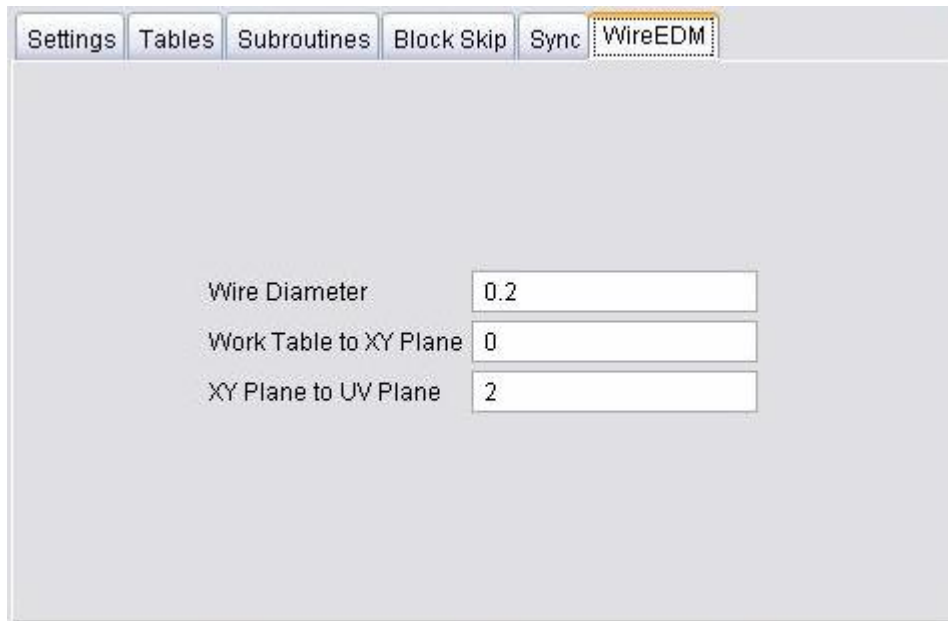 Settings Tables Subroutines Block Skip Sync WireEDM
Wire Diameter 0.2
Work Table to XY Plane 0
XY Plane to UV Plane 2